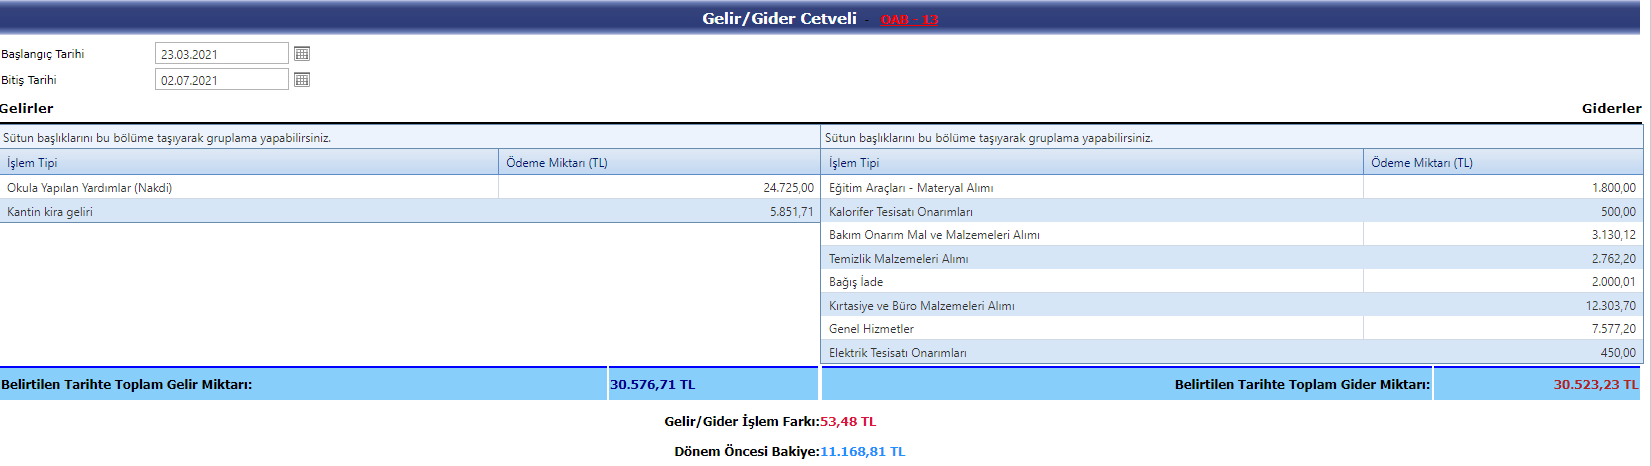 Gelir/Gider Cetveli - OAB - 13
Başlangıç Tarihi 23.03.2021
Bitiş Tarihi 02.07.2021
Gelirler Giderler
Sütun başlıklarını bu bölüme taşıyarak gruplama yapabilirsiniz. Sütun başlıklarını bu bölüme taşıyarak gruplama yapabilirsiniz.
İşlem Tipi Ödeme Miktarı (TL) İşlem Tipi Ödeme Miktarı (TL)
Okula Yapılan Yardımlar (Nakdi) 24.725,00 Eğitim Araçları - Materyal Alımı 1.800,00
Kantin kira geliri 5.851,71 Kalorifer Tesisatı Onarımları 500,00
Bakım Onarım Mal ve Malzemeleri Alımı 3.130,12
Temizlik Malzemeleri Alımı 2.762,20
Bağış İade 2.000,01
Kırtasiye ve Büro Malzemeleri Alımı 12.303,70
Genel Hizmetler 7.577,20
Elektrik Tesisatı Onarımları 450,00
Belirtilen Tarihte Toplam Gelir Miktarı: 30.576,71 TL Belirtilen Tarihte Toplam Gider Miktarı: 30.523,23 TL
Gelir/Gider İşlem Farkı:53,48 TL
Dönem Öncesi Bakiye:11.168,81 TL